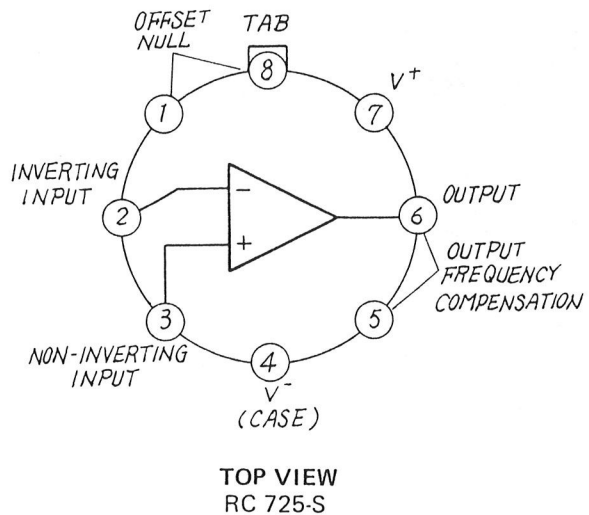 OFFSET
NULL
TAB
8
1
7
V+
INVERTING
INPUT
2
−
+
6
OUTPUT
OUTPUT
FREQUENCY
COMPENSATION
3
5
NON-INVERTING
INPUT
4
V-
(CASE)
TOP VIEW
RC 725-S